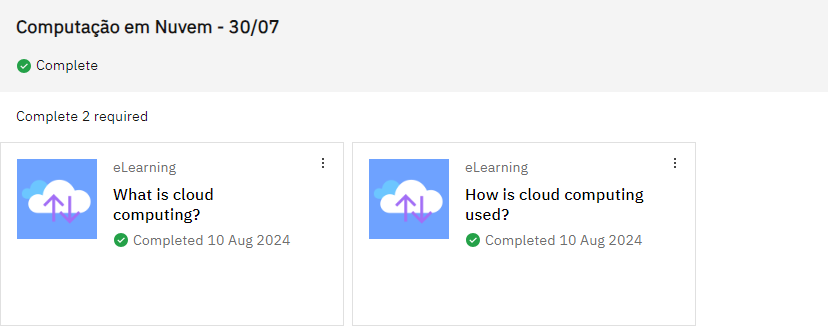 Computação em Nuvem - 30/07
Complete
Complete 2 required
eLearning
What is cloud
computing?
Completed 10 Aug 2024
eLearning
How is cloud computing
used?
Completed 10 Aug 2024